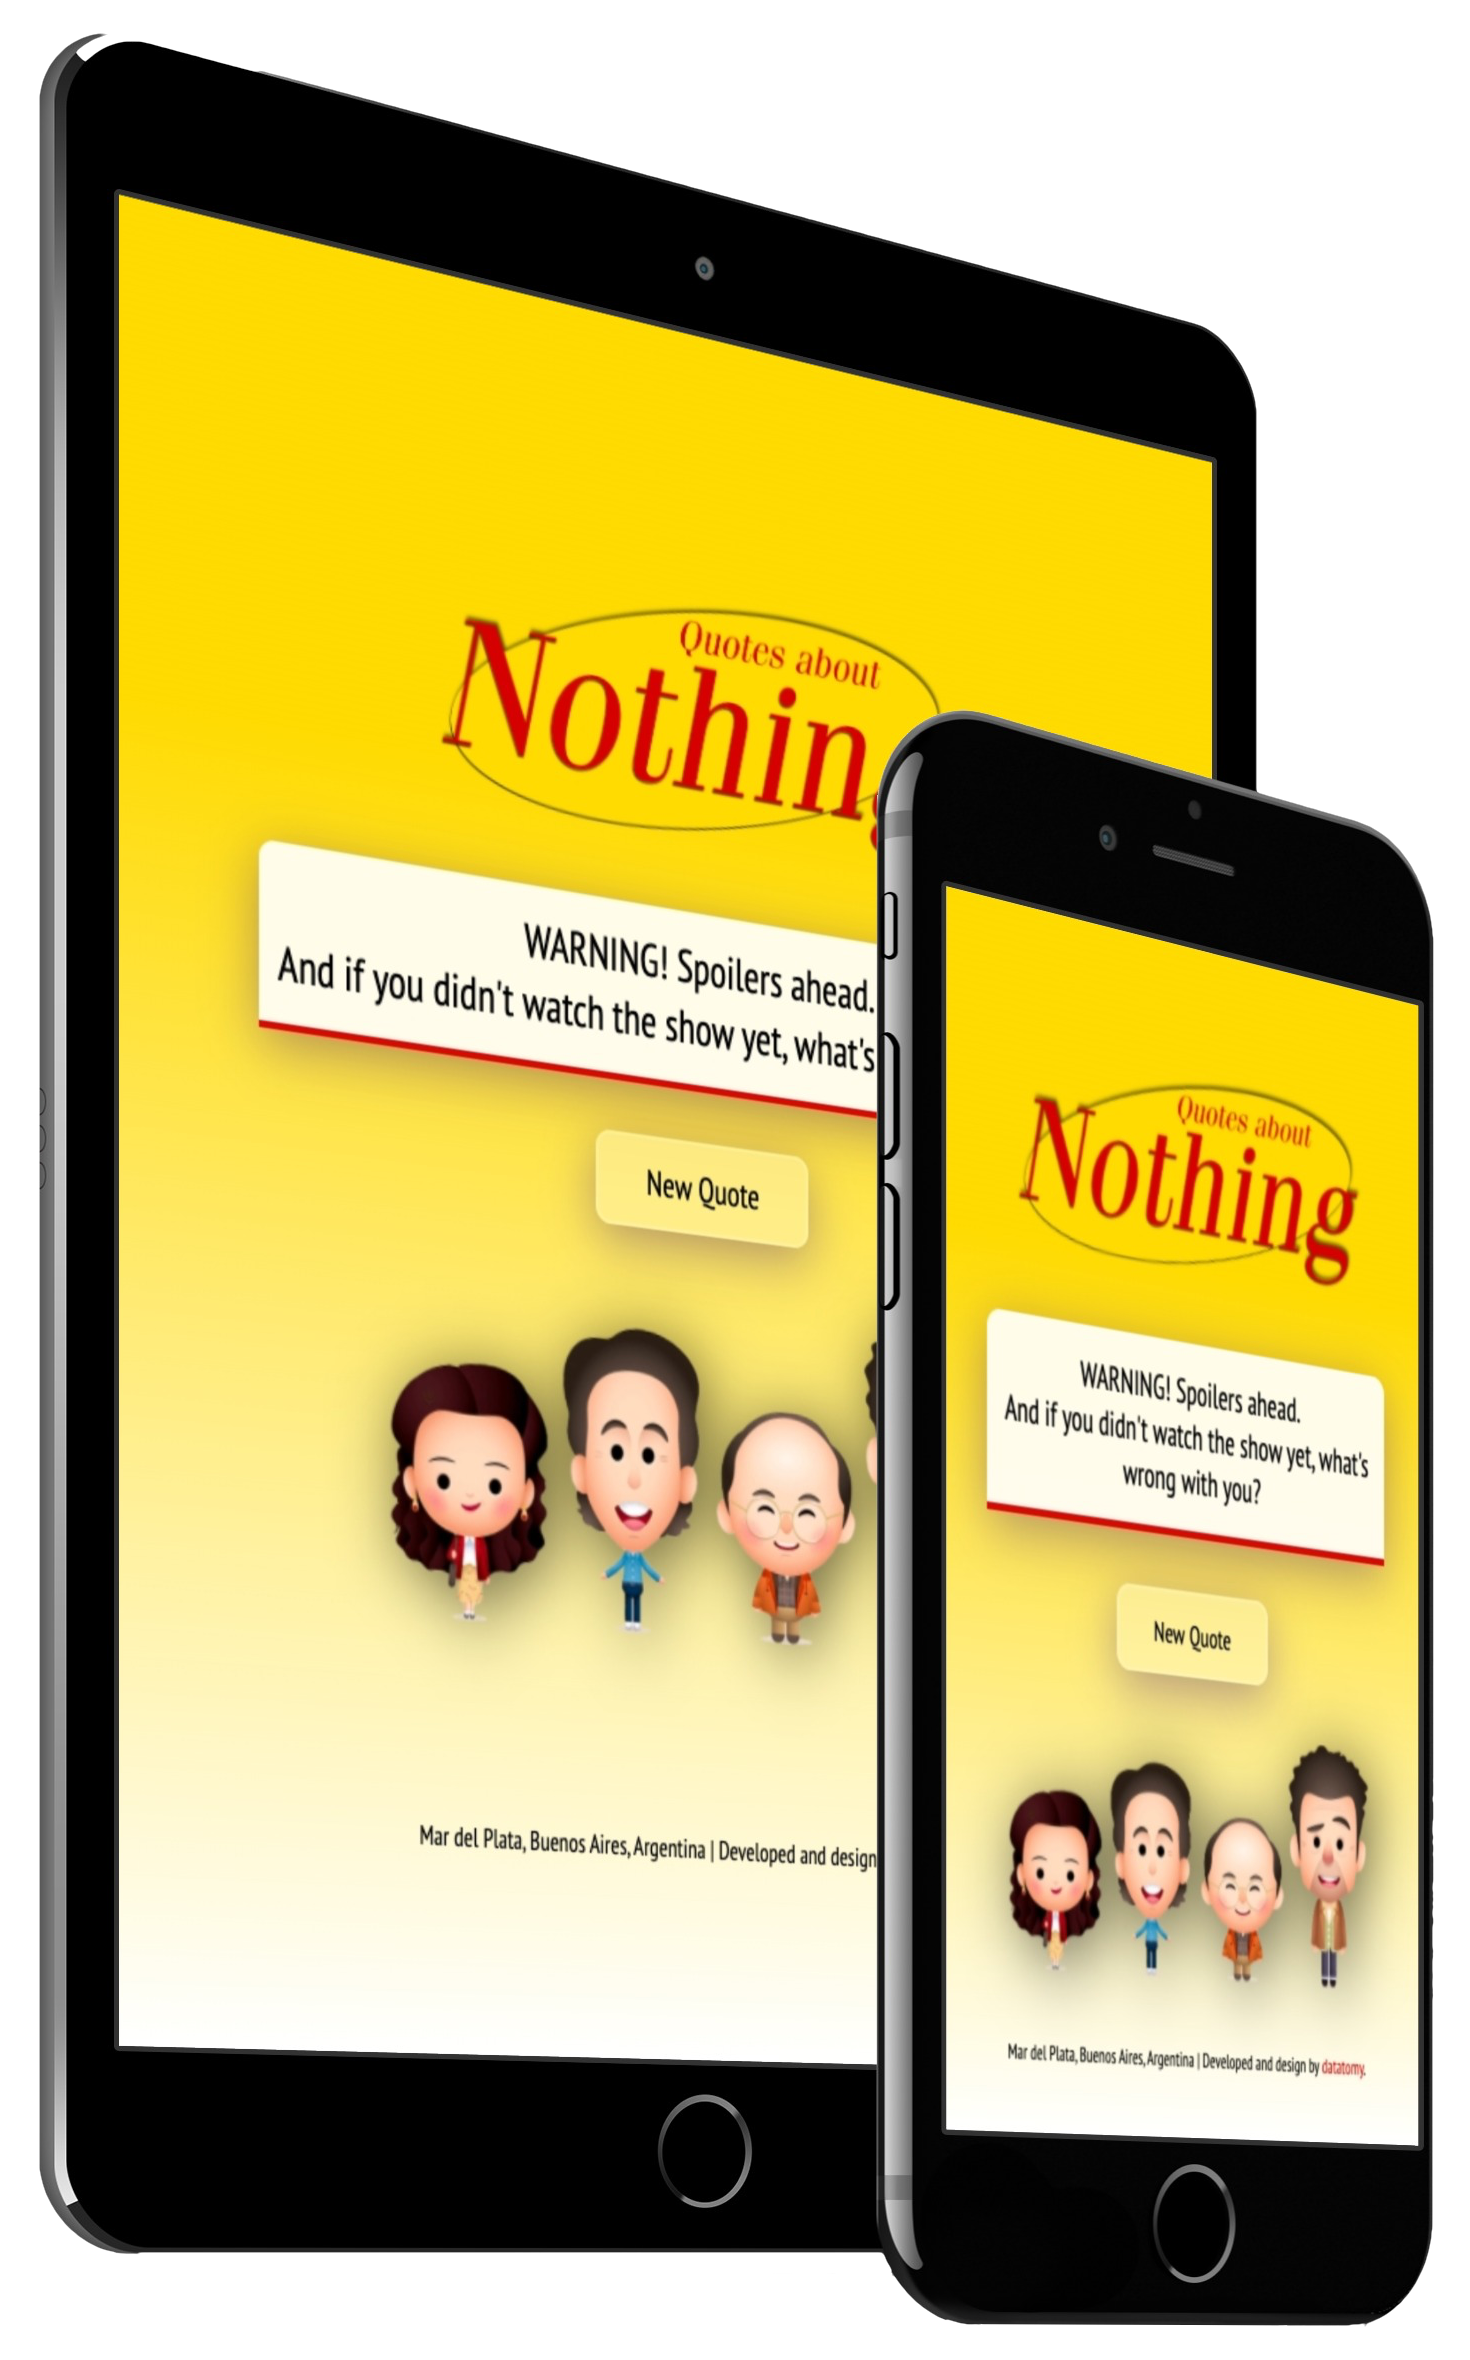 Quotes about
Nothin
WARNING! Spoilers ahead.
And if you didn't watch the show yet, what's
New Quote
Mar del Plata, Buenos Aires, Argentina | Developed and design
Quotes about
Nothing
WARNING! Spoilers ahead.
And if you didn't watch the show yet, what's
wrong with you?
New Quote
Mar del Plata, Buenos Aires, Argentina | Developed and design by datatomy.